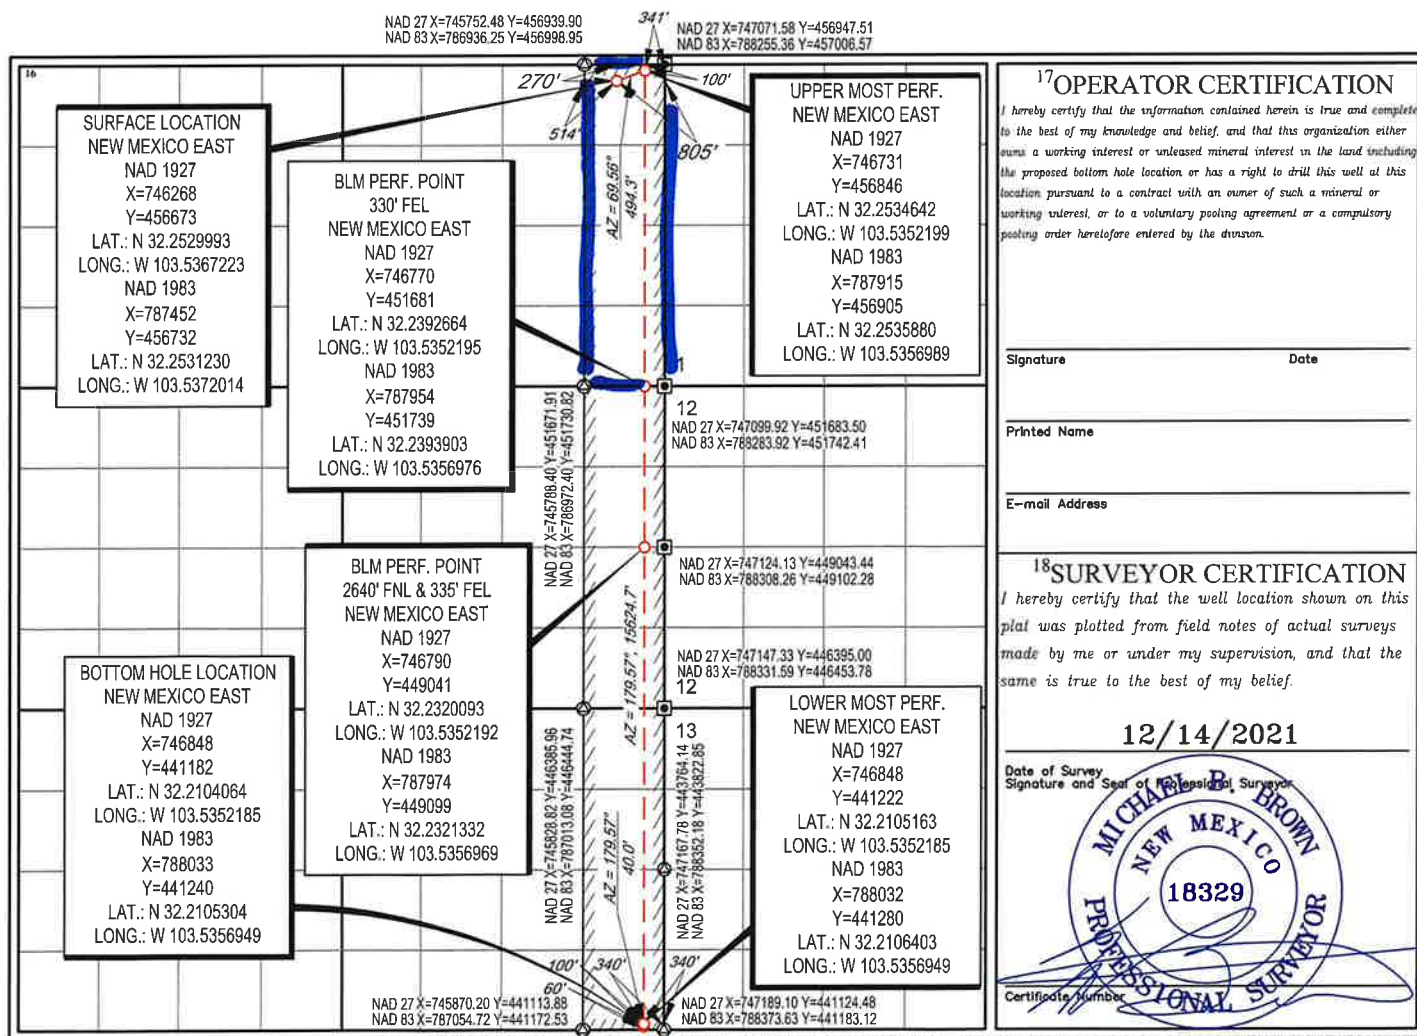 NAD 27 X=745752.48 Y=456939.90
NAD 83 X=786936.25 Y=456998.95
341'
NAD 27 X=747071.58 Y=456947.51
NAD 83 X=788255.36 Y=457006.57
16
270'
100'
514'
805'
AZ = 69.56°
494.3'
SURFACE LOCATION
NEW MEXICO EAST
NAD 1927
X=746268
Y=456673
LAT.: N 32.2529993
LONG.: W 103.5367223
NAD 1983
X=787452
Y=456732
LAT.: N 32.2531230
LONG.: W 103.5372014
BLM PERF. POINT
330' FEL
NEW MEXICO EAST
NAD 1927
X=746770
Y=451681
LAT.: N 32.2392664
LONG.: W 103.5352195
NAD 1983
X=787954
Y=451739
LAT.: N 32.2393903
LONG.: W 103.5356976
UPPER MOST PERF.
NEW MEXICO EAST
NAD 1927
X=746731
Y=456846
LAT.: N 32.2534642
LONG.: W 103.5352199
NAD 1983
X=787915
Y=456905
LAT.: N 32.2535880
LONG.: W 103.5356989
1
12
NAD 27 X=747099.92 Y=451683.50
NAD 83 X=788283.92 Y=451742.41
NAD 27 X=745788.40 Y=451671.91
NAD 83 X=786972.40 Y=451730.82
NAD 27 X=747124.13 Y=449043.44
NAD 83 X=788308.26 Y=449102.28
BLM PERF. POINT
2640' FNL & 335' FEL
NEW MEXICO EAST
NAD 1927
X=746790
Y=449041
LAT.: N 32.2320093
LONG.: W 103.5352192
NAD 1983
X=787974
Y=449099
LAT.: N 32.2321332
LONG.: W 103.5356969
AZ = 179.57°, 15624.7'
NAD 27 X=747147.33 Y=446395.00
NAD 83 X=788331.59 Y=446453.78
12
13
BOTTOM HOLE LOCATION
NEW MEXICO EAST
NAD 1927
X=746848
Y=441182
LAT.: N 32.2104064
LONG.: W 103.5352185
NAD 1983
X=788033
Y=441240
LAT.: N 32.2105304
LONG.: W 103.5356949
NAD 27 X=745828.82 Y=446385.96
NAD 83 X=787013.08 Y=446444.74
AZ = 179.57°
40.0'
NAD 27 X=747167.78 Y=443764.14
NAD 83 X=788352.18 Y=443822.85
LOWER MOST PERF.
NEW MEXICO EAST
NAD 1927
X=746848
Y=441222
LAT.: N 32.2105163
LONG.: W 103.5352185
NAD 1983
X=788032
Y=441280
LAT.: N 32.2106403
LONG.: W 103.5356949
100'
340'
60'
340'
NAD 27 X=745870.20 Y=441113.88
NAD 83 X=787054.72 Y=441172.53
NAD 27 X=747189.10 Y=441124.48
NAD 83 X=788373.63 Y=441183.12
17 OPERATOR CERTIFICATION
I hereby certify that the information contained herein is true and complete
to the best of my knowledge and belief, and that this organization either
owns a working interest or unleased mineral interest in the land including
the proposed bottom hole location or has a right to drill this well at this
location pursuant to a contract with an owner of such a mineral or
working interest, or to a voluntary pooling agreement or a compulsory
pooling order heretofore entered by the division.
Signature Date
Printed Name
E-mail Address
18 SURVEYOR CERTIFICATION
I hereby certify that the well location shown on this
plat was plotted from field notes of actual surveys
made by me or under my supervision, and that the
same is true to the best of my belief.
12/14/2021
Date of Survey
Signature and Seal of Professional Surveyor
MICHAEL B. BROWN
NEW MEXICO
18329
PROFESSIONAL SURVEYOR
Certificate Number